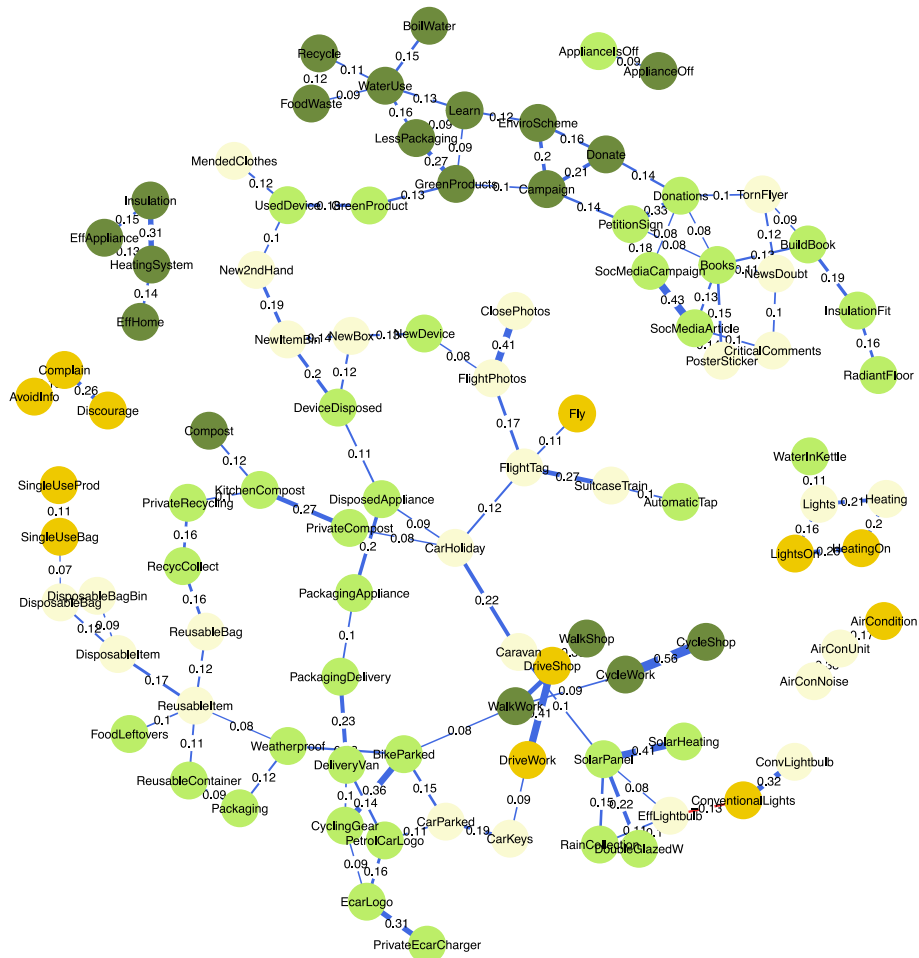 BoilWater
Recycle
0.15
0.11
ApplianceIsOff
0.09
ApplianceOff
0.12
WaterUse
0.09
FoodWaste
0.13
Learn
0.16
0.12
EnviroScheme
0.09
LessPackaging
0.09
0.16
Donate
MendedClothes
0.27
0.2
0.21
0.14
0.12
GreenProducts
0.1
Campaign
Insulation
UsedDevice
GreenProduct
0.13
Donations
0.1
TornFlyer
0.14
PetitionSign
0.33
0.09
0.15
EffAppliance
0.31
0.08
0.08
0.12
0.1
0.18
0.08
BuildBook
0.13
HeatingSystem
New2ndHand
SocMediaCampaign
Books
0.13
0.11
NewsDoubt
0.14
0.19
0.43
0.13
0.15
0.1
0.19
EffHome
ClosePhotos
InsulationFit
NewItemBin
0.14
NewBox
0.13
NewDevice
SocMediaArticle
0.41
0.1
CriticalComments
0.16
0.08
PosterSticker
Complain
0.2
0.12
FlightPhotos
RadiantFloor
0.26
AvoidInfo
Discourage
DeviceDisposed
0.17
Fly
Compost
0.11
0.11
0.12
FlightTag
0.27
WaterInKettle
SingleUseProd
KitchenCompost
SuitcaseTrain
0.11
PrivateRecycling
0.1
DisposedAppliance
0.1
AutomaticTap
Lights
0.21
Heating
0.11
0.27
PrivateCompost
0.09
0.12
0.16
0.2
SingleUseBag
0.16
0.2
0.08
CarHoliday
LightsOn
HeatingOn
RecycCollect
0.07
PackagingAppliance
0.22
DisposableBagBin
0.16
DisposableBag
0.12
0.09
ReusableBag
0.1
AirCondition
0.17
DisposableItem
Caravan
WalkShop
AirConUnit
0.12
DriveShop
CycleWork
0.56
CycleShop
0.17
PackagingDelivery
AirConNoise
0.09
ReusableItem
0.41
WalkWork
0.1
0.1
0.08
0.23
0.08
FoodLeftovers
Weatherproof
BikeParked
SolarHeating
0.11
DeliveryVan
DriveWork
SolarPanel
0.41
ConvLightbulb
ReusableContainer
0.12
0.36
0.15
0.08
0.32
0.09
Packaging
0.1
0.14
0.09
0.15
0.22
ConventionalLights
CyclingGear
CarParked
EffLightbulb
−0.13
PetrolCarLogo
0.11
0.19
CarKeys
RainCollection
DoubleGlazedW
0.09
0.16
EcarLogo
0.31
PrivateEcarCharger